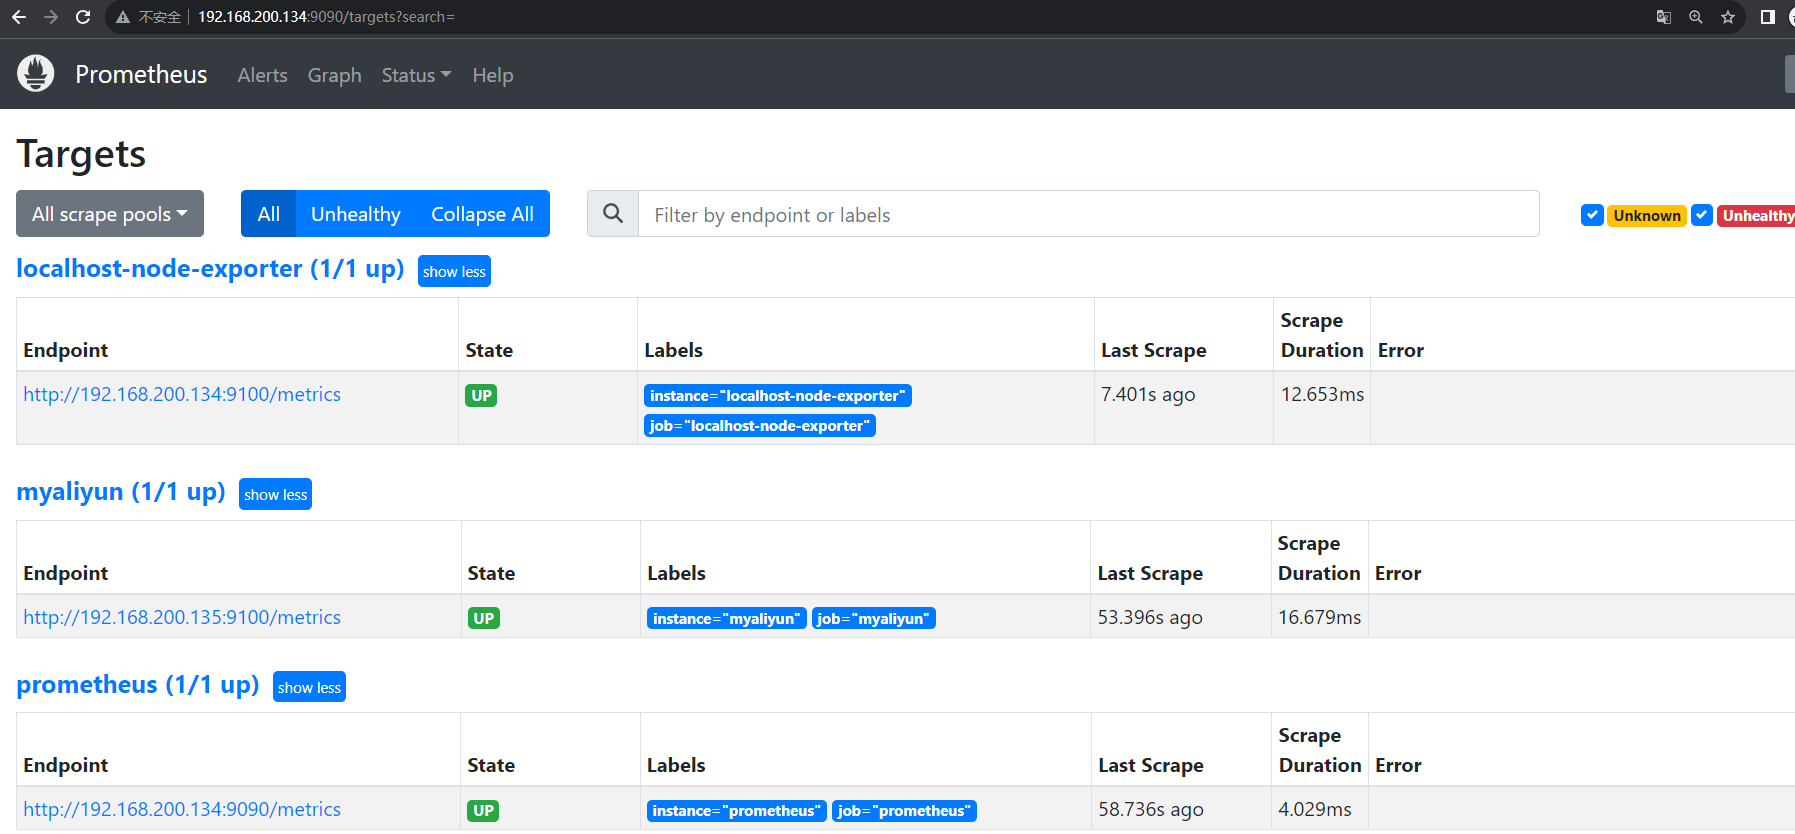 不安全 192.168.200.134:9090/targets?search=
Prometheus Alerts Graph Status Help
Targets
All scrape pools All Unhealthy Collapse All Filter by endpoint or labels Unknown Unhealthy
localhost-node-exporter (1/1 up) show less
Endpoint State Labels Last Scrape Scrape Duration Error
http://192.168.200.134:9100/metrics UP instance="localhost-node-exporter" 7.401s ago 12.653ms
job="localhost-node-exporter"
myaliyun (1/1 up) show less
Endpoint State Labels Last Scrape Scrape Duration Error
http://192.168.200.135:9100/metrics UP instance="myaliyun" job="myaliyun" 53.396s ago 16.679ms
prometheus (1/1 up) show less
Endpoint State Labels Last Scrape Scrape Duration Error
http://192.168.200.134:9090/metrics UP instance="prometheus" job="prometheus" 58.736s ago 4.029ms